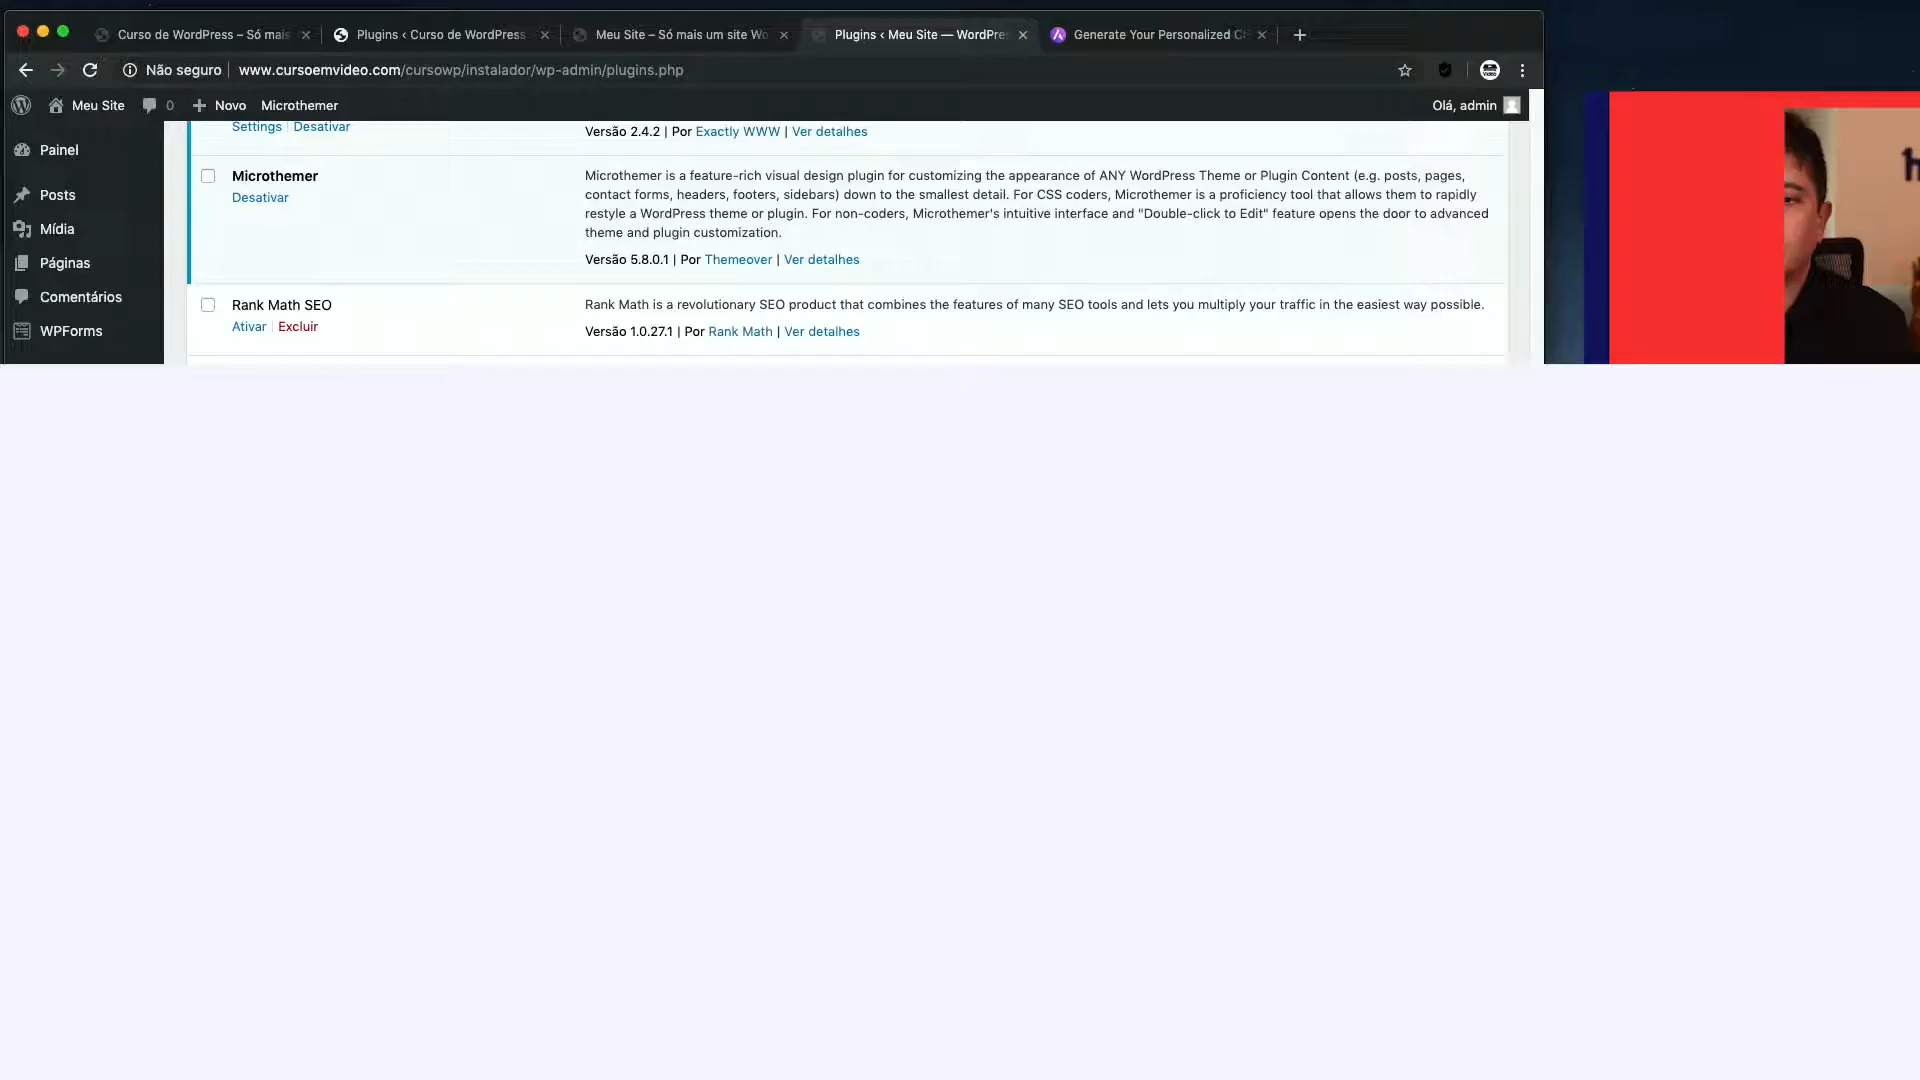 Curso de WordPress – Só mais
Plugins ‹ Curso de WordPress
Meu Site – Só mais um site Wo
Plugins ‹ Meu Site — WordPre
Generate Your Personalized C
Não seguro
www.cursoemvideo.com/cursowp/instalador/wp-admin/plugins.php
Meu Site
0
Novo
Microthemer
Olá, admin
Painel
Posts
Mídia
Páginas
Comentários
WPForms
Settings | Desativar
Versão 2.4.2 | Por Exactly WWW | Ver detalhes
Microthemer
Desativar
Microthemer is a feature-rich visual design plugin for customizing the appearance of ANY WordPress Theme or Plugin Content (e.g. posts, pages,
contact forms, headers, footers, sidebars) down to the smallest detail. For CSS coders, Microthemer is a proficiency tool that allows them to rapidly
restyle a WordPress theme or plugin. For non-coders, Microthemer's intuitive interface and "Double-click to Edit" feature opens the door to advanced
theme and plugin customization.
Versão 5.8.0.1 | Por Themeover | Ver detalhes
Rank Math SEO
Ativar | Excluir
Rank Math is a revolutionary SEO product that combines the features of many SEO tools and lets you multiply your traffic in the easiest way possible.
Versão 1.0.27.1 | Por Rank Math | Ver detalhes